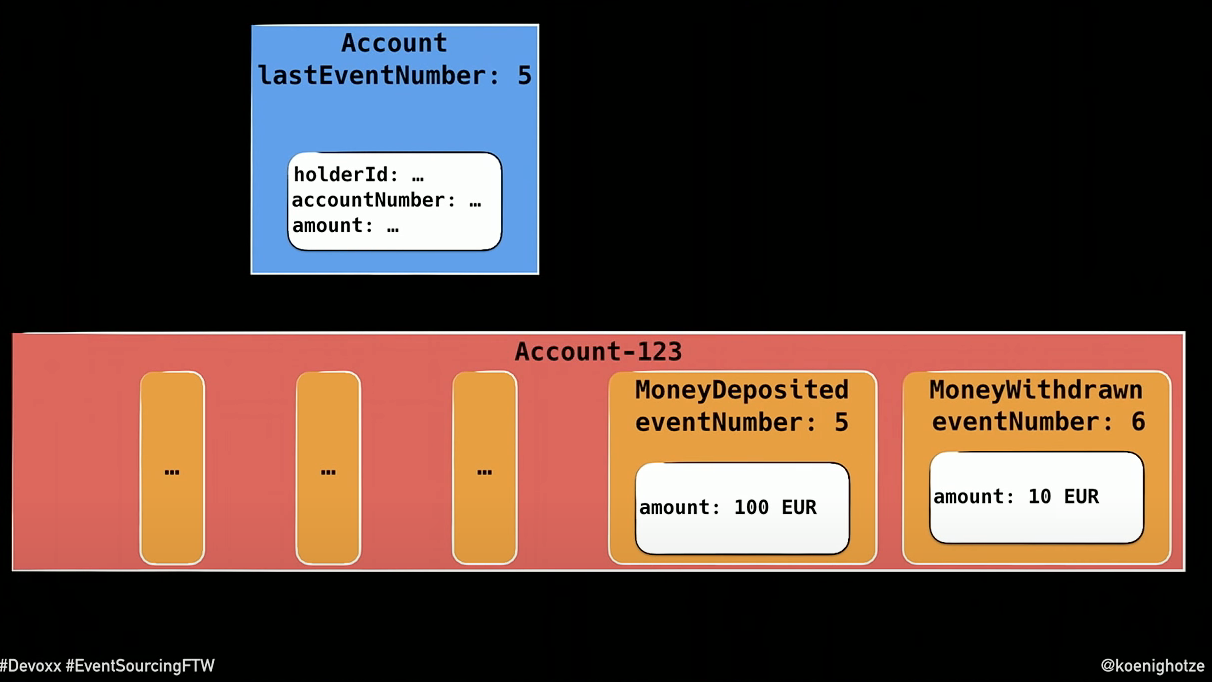 Account
lastEventNumber: 5
holderId: …
accountNumber: …
amount: …
Account-123
…
…
…
MoneyDeposited
eventNumber: 5
amount: 100 EUR
MoneyWithdrawn
eventNumber: 6
amount: 10 EUR
#Devoxx #EventSourcingFTW
@koenighotze